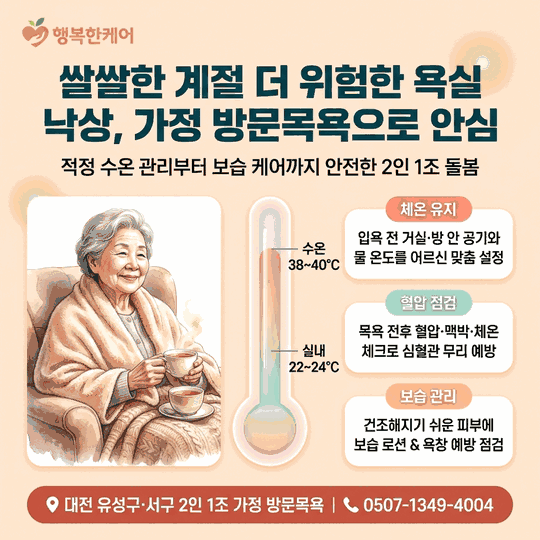 행복한케어
쌀쌀한 계절 더 위험한 욕실
낙상, 가정 방문목욕으로 안심
적정 수온 관리부터 보습 케어까지 안전한 2인 1조 돌봄
수온
38~40℃
실내
22~24℃
체온 유지
입욕 전 거실·방 안 공기와
물 온도를 어르신 맞춤 설정
혈압 점검
목욕 전후 혈압·맥박·체온
체크로 심혈관 무리 예방
보습 관리
건조해지기 쉬운 피부에
보습 로션 & 욕창 예방 점검
대전 유성구·서구 2인 1조 가정 방문목욕 | 0507-1349-4004